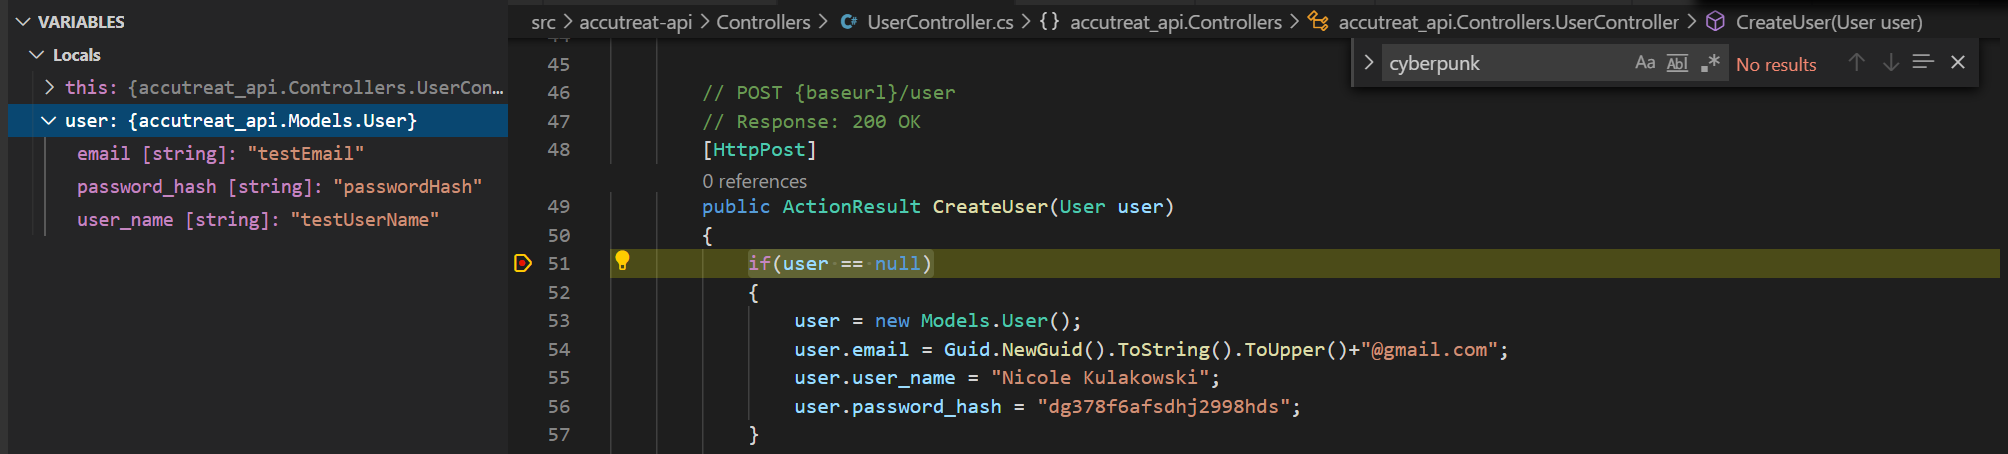 VARIABLES
Locals
this: {accutreat_api.Controllers.UserCon...
user: {accutreat_api.Models.User}
email [string]: "testEmail"
password_hash [string]: "passwordHash"
user_name [string]: "testUserName"
src > accutreat-api > Controllers > C# UserController.cs > {} accutreat_api.Controllers > accutreat_api.Controllers.UserController > CreateUser(User user)
cyberpunk Aa Abl .* No results
44
45
46 // POST {baseurl}/user
47 // Response: 200 OK
48 [HttpPost]
0 references
49 public ActionResult CreateUser(User user)
50 {
51 if(user == null)
52 {
53 user = new Models.User();
54 user.email = Guid.NewGuid().ToString().ToUpper()+"@gmail.com";
55 user.user_name = "Nicole Kulakowski";
56 user.password_hash = "dg378f6afsdhj2998hds";
57 }